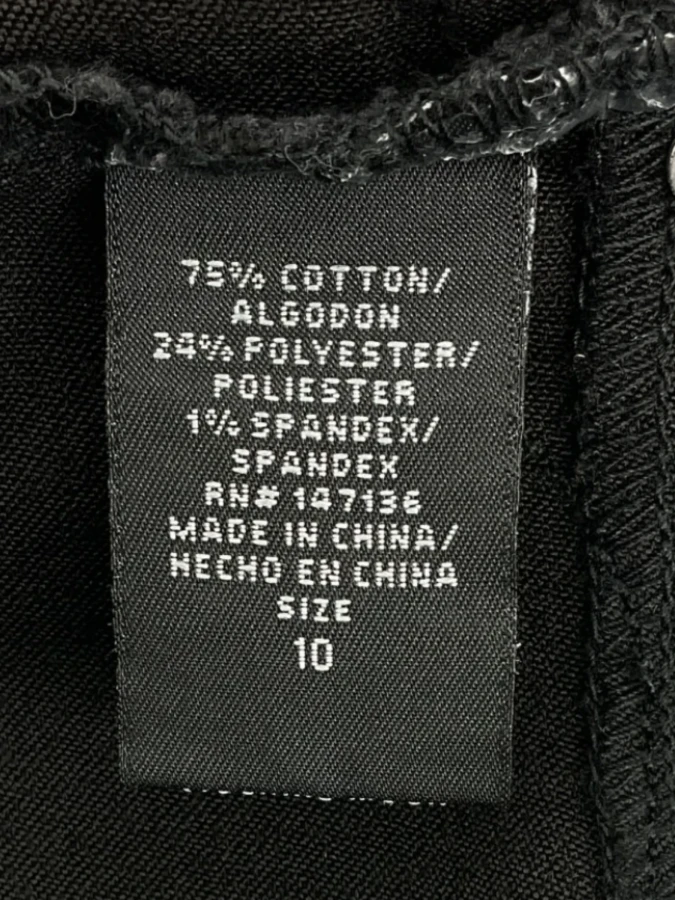 75% COTTON/
ALGODON
24% POLYESTER/
POLIESTER
1% SPANDEX/
SPANDEX
RN# 147136
MADE IN CHINA/
HECHO EN CHINA
SIZE
10